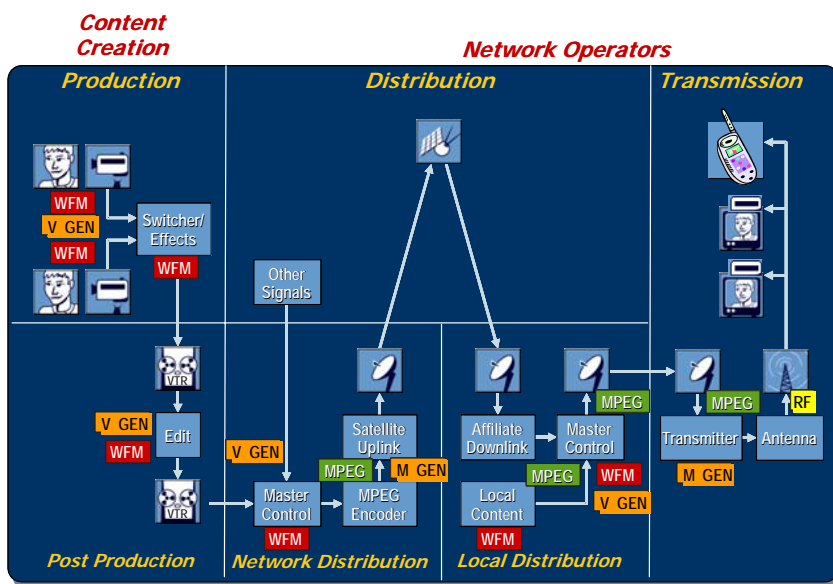 Content
Creation
Network Operators
Production
Distribution
Transmission
WFM
V GEN
WFM
Switcher/
Effects
WFM
Other
Signals
VTR
V GEN
Edit
WFM
VTR
V GEN
Master
Control
WFM
MPEG
MPEG
Encoder
M GEN
Satellite
Uplink
Affiliate
Downlink
MPEG
Master
Control
WFM
MPEG
V GEN
Local
Content
WFM
MPEG
RF
Transmitter
Antenna
M GEN
Post Production
Network Distribution
Local Distribution